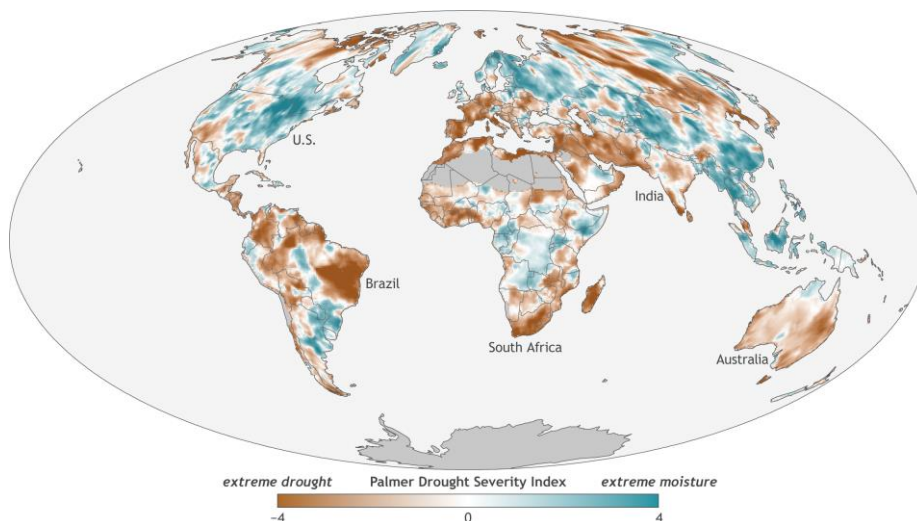 U.S.
India
Brazil
South Africa
Australia
extreme drought Palmer Drought Severity Index extreme moisture
−4 0 4